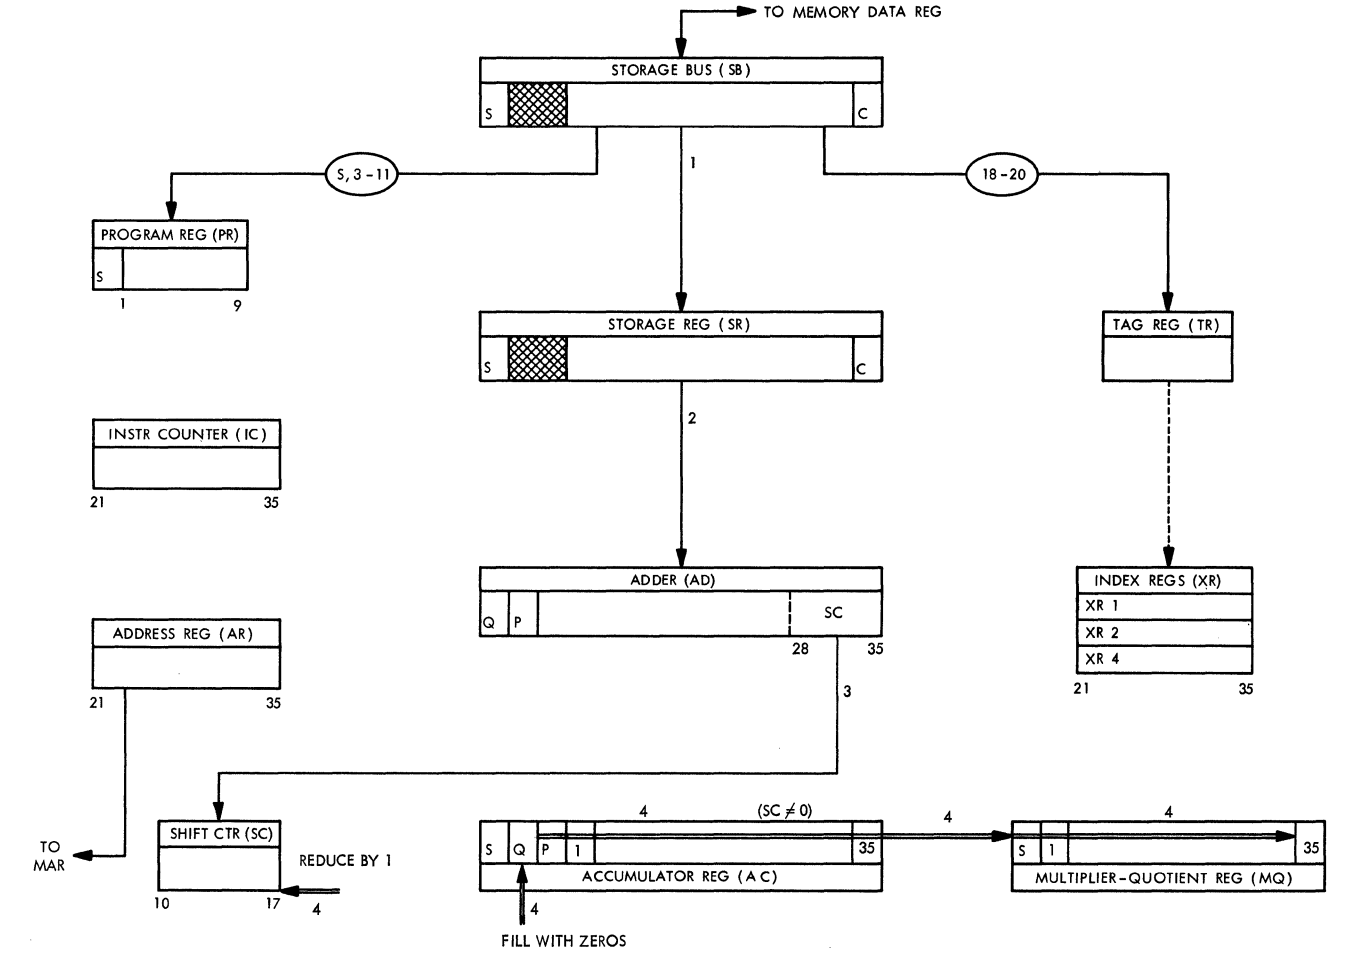 TO MEMORY DATA REG
STORAGE BUS (SB)
S
C
1
S, 3-11
18-20
PROGRAM REG (PR)
S
1
9
STORAGE REG (SR)
S
C
TAG REG (TR)
2
INSTR COUNTER (IC)
21
35
ADDER (AD)
Q
P
SC
28
35
INDEX REGS (XR)
XR 1
XR 2
XR 4
21
35
ADDRESS REG (AR)
21
35
3
TO
MAR
SHIFT CTR (SC)
10
17
REDUCE BY 1
4
4
(SC ≠ 0)
S
Q
P
1
35
ACCUMULATOR REG (AC)
4
FILL WITH ZEROS
4
4
S
1
35
MULTIPLIER-QUOTIENT REG (MQ)